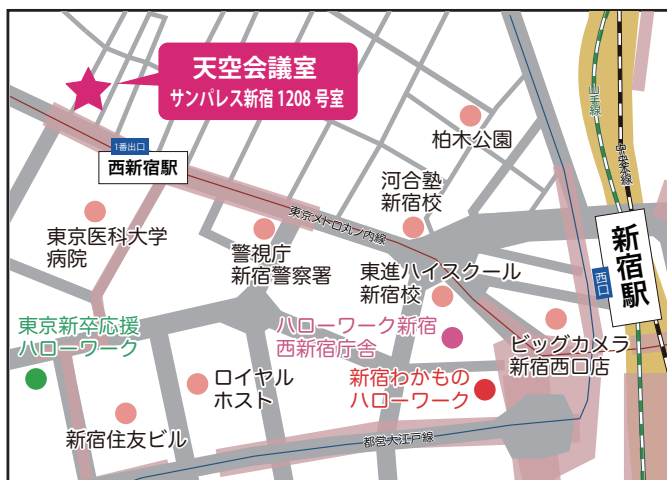 天空会議室
サンパレス新宿 1208 号室
1番出口
西新宿駅
柏木公園
山手線
中央本線
河合塾
新宿校
東京メトロ丸ノ内線
東京医科大学
病院
警視庁
新宿警察署
東進ハイスクール
新宿校
新宿駅
西口
東京新卒応援
ハローワーク
ハローワーク新宿
西新宿庁舎
ビッグカメラ
新宿西口店
ロイヤル
ホスト
新宿わかもの
ハローワーク
新宿住友ビル
都営大江戸線